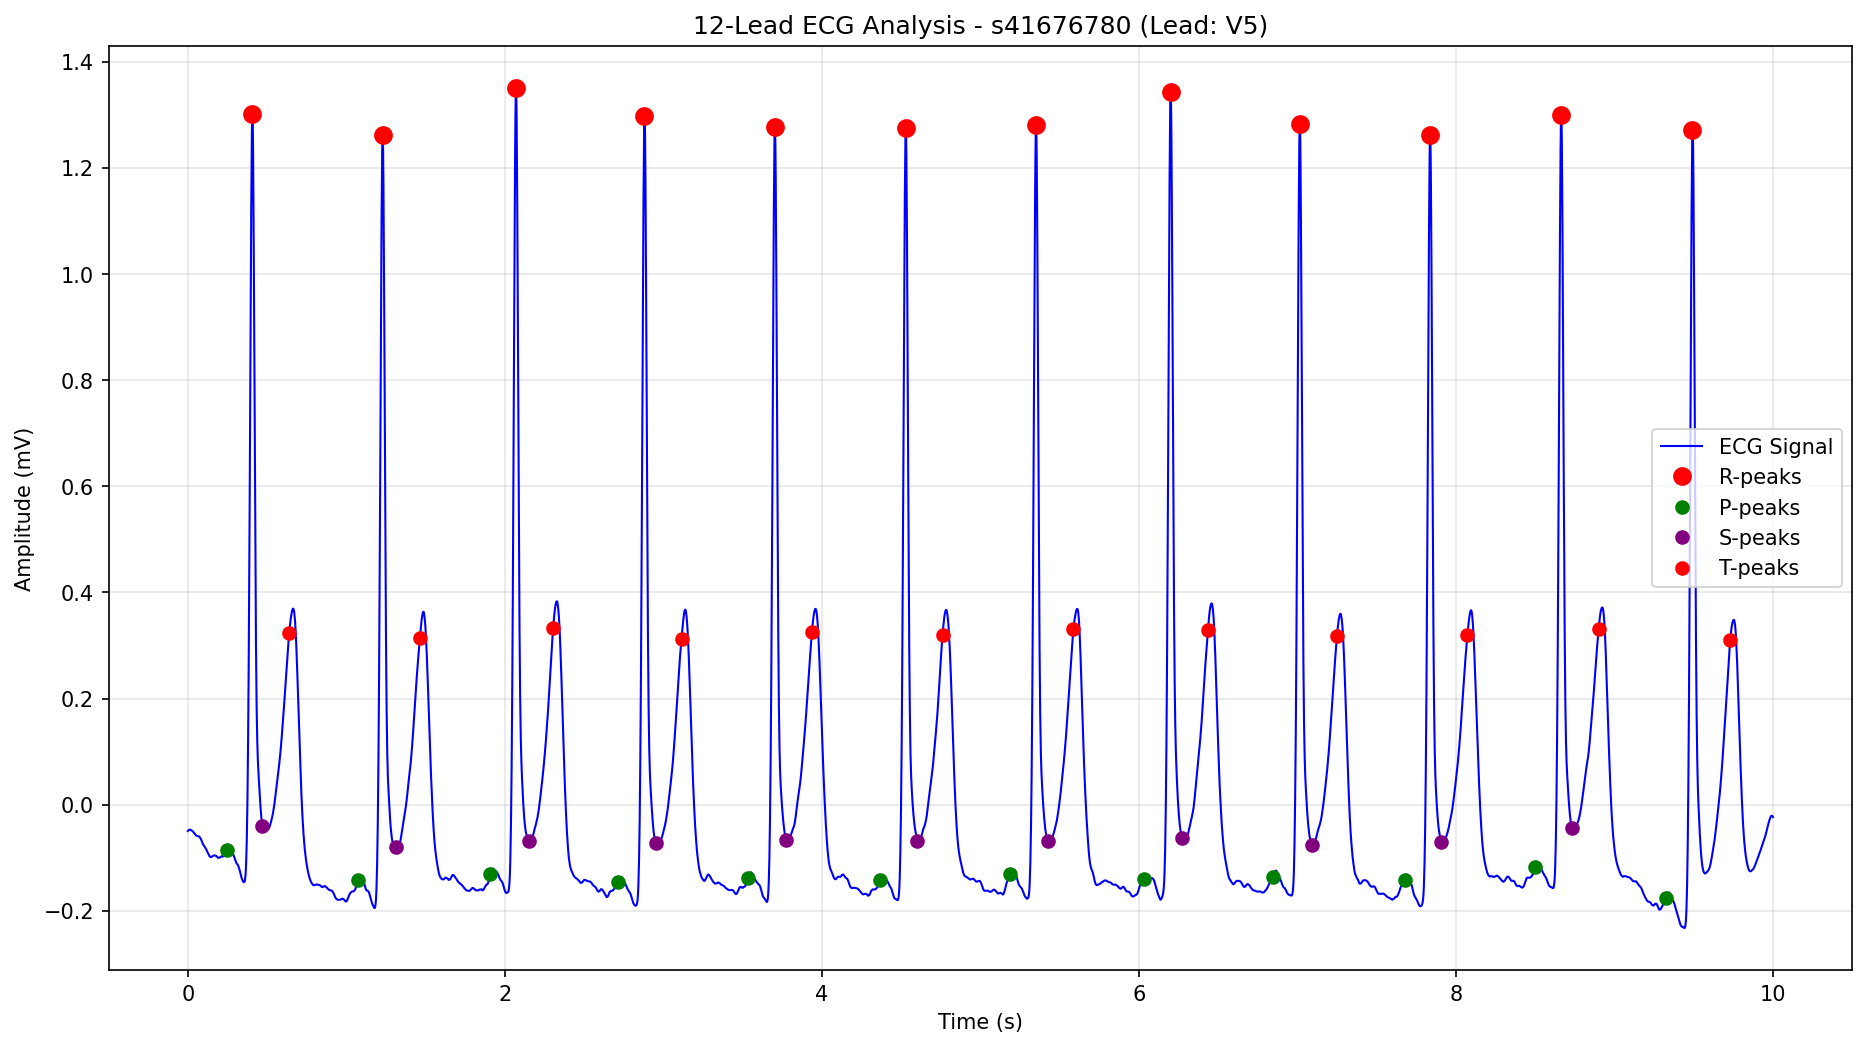 12-Lead ECG Analysis - s41676780 (Lead: V5)
1.4
1.2
1.0
0.8
0.6
0.4
0.2
0.0
−0.2
Amplitude (mV)
ECG Signal
R-peaks
P-peaks
S-peaks
T-peaks
0 2 4 6 8 10
Time (s)